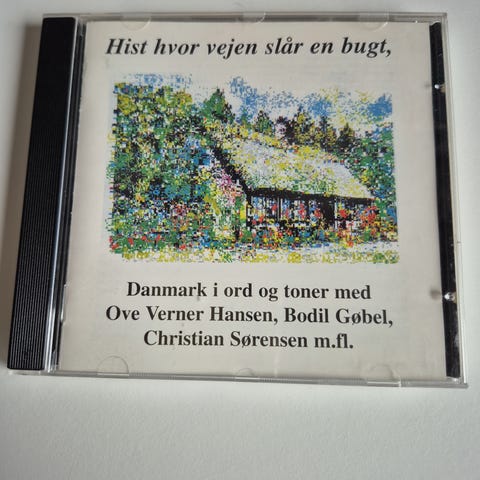 Hist hvor vejen slår en bugt,
Danmark i ord og toner med
Ove Verner Hansen, Bodil Gøbel,
Christian Sørensen m.fl.